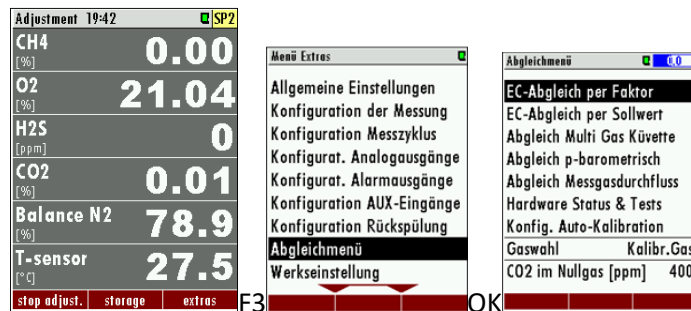 Adjustment 19:42 SP2
CH4 [%] 0.00
O2 [%] 21.04
H2S [ppm] 0
CO2 [%] 0.01
Balance N2 [%] 78.9
T-sensor [°C] 27.5
stop adjust. storage extras
F3
Menü Extras
Allgemeine Einstellungen
Konfiguration der Messung
Konfiguration Messzyklus
Konfigurat. Analogausgänge
Konfigurat. Alarmausgänge
Konfiguration AUX-Eingänge
Konfiguration Rückspülung
Abgleichmenü
Werkseinstellung
OK
Abgleichmenü 0,0
EC-Abgleich per Faktor
EC-Abgleich per Sollwert
Abgleich Multi Gas Küvette
Abgleich p-barometrisch
Abgleich Messgasdurchfluss
Hardware Status & Tests
Konfig. Auto-Kalibration
Gaswahl Kalibr.Gas
CO2 im Nullgas [ppm] 400